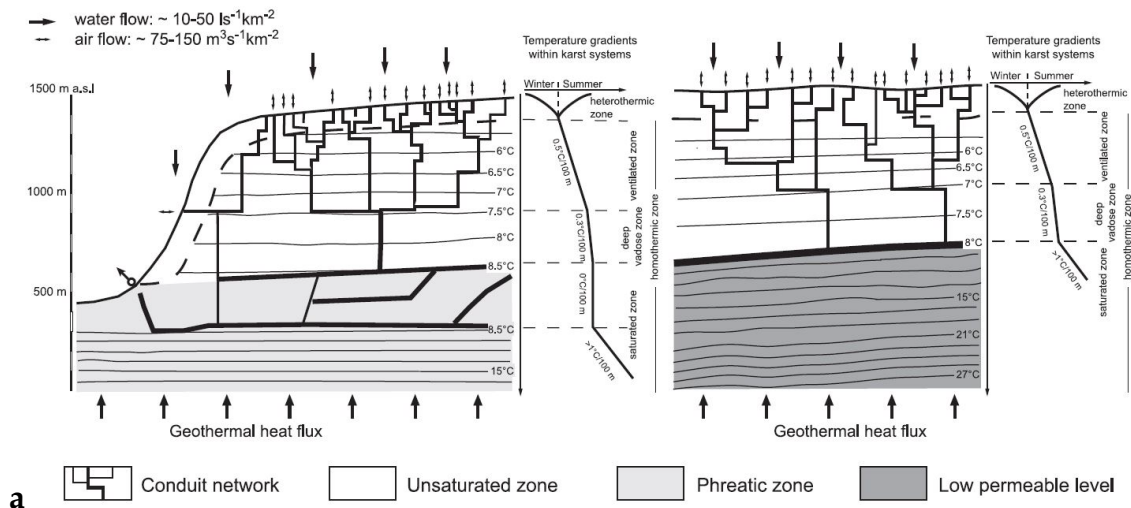 water flow: ~ 10-50 ls⁻¹km⁻²
air flow: ~ 75-150 m³s⁻¹km⁻²
1500 m a.s.l
1000 m
500 m
6°C
6.5°C
7°C
7.5°C
8°C
8.5°C
8.5°C
15°C
Geothermal heat flux
Temperature gradients
within karst systems
Winter
Summer
heterothermic
zone
0.5°C/100 m
0.3°C/100 m
0°C/100 m
>1°C/100 m
ventilated zone
deep
vadose zone
saturated zone
homothermic zone
6°C
6.5°C
7°C
7.5°C
8°C
15°C
21°C
27°C
Geothermal heat flux
Temperature gradients
within karst systems
Winter
Summer
heterothermic
zone
0.5°C/100 m
0.3°C/100 m
>1°C/100 m
ventilated zone
deep
vadose zone
saturated zone
homothermic zone
a
Conduit network
Unsaturated zone
Phreatic zone
Low permeable level